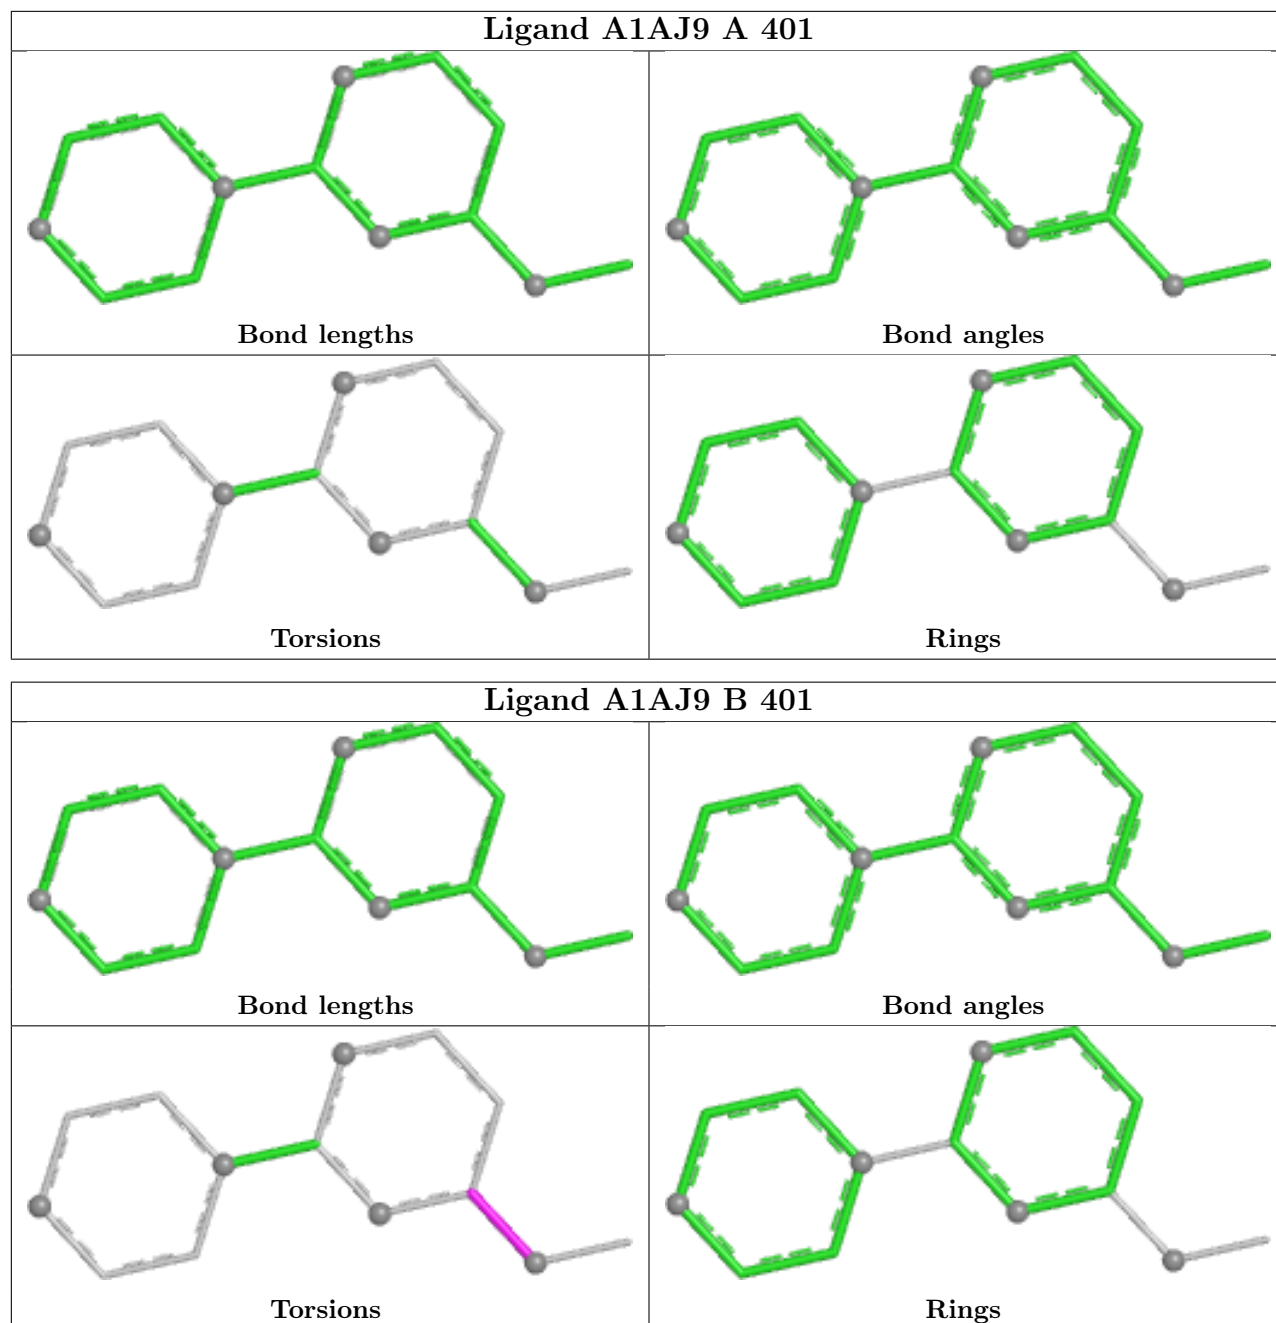 Ligand A1AJ9 A 401
Bond lengths
Bond angles
Torsions
Rings
Ligand A1AJ9 B 401
Bond lengths
Bond angles
Torsions
Rings